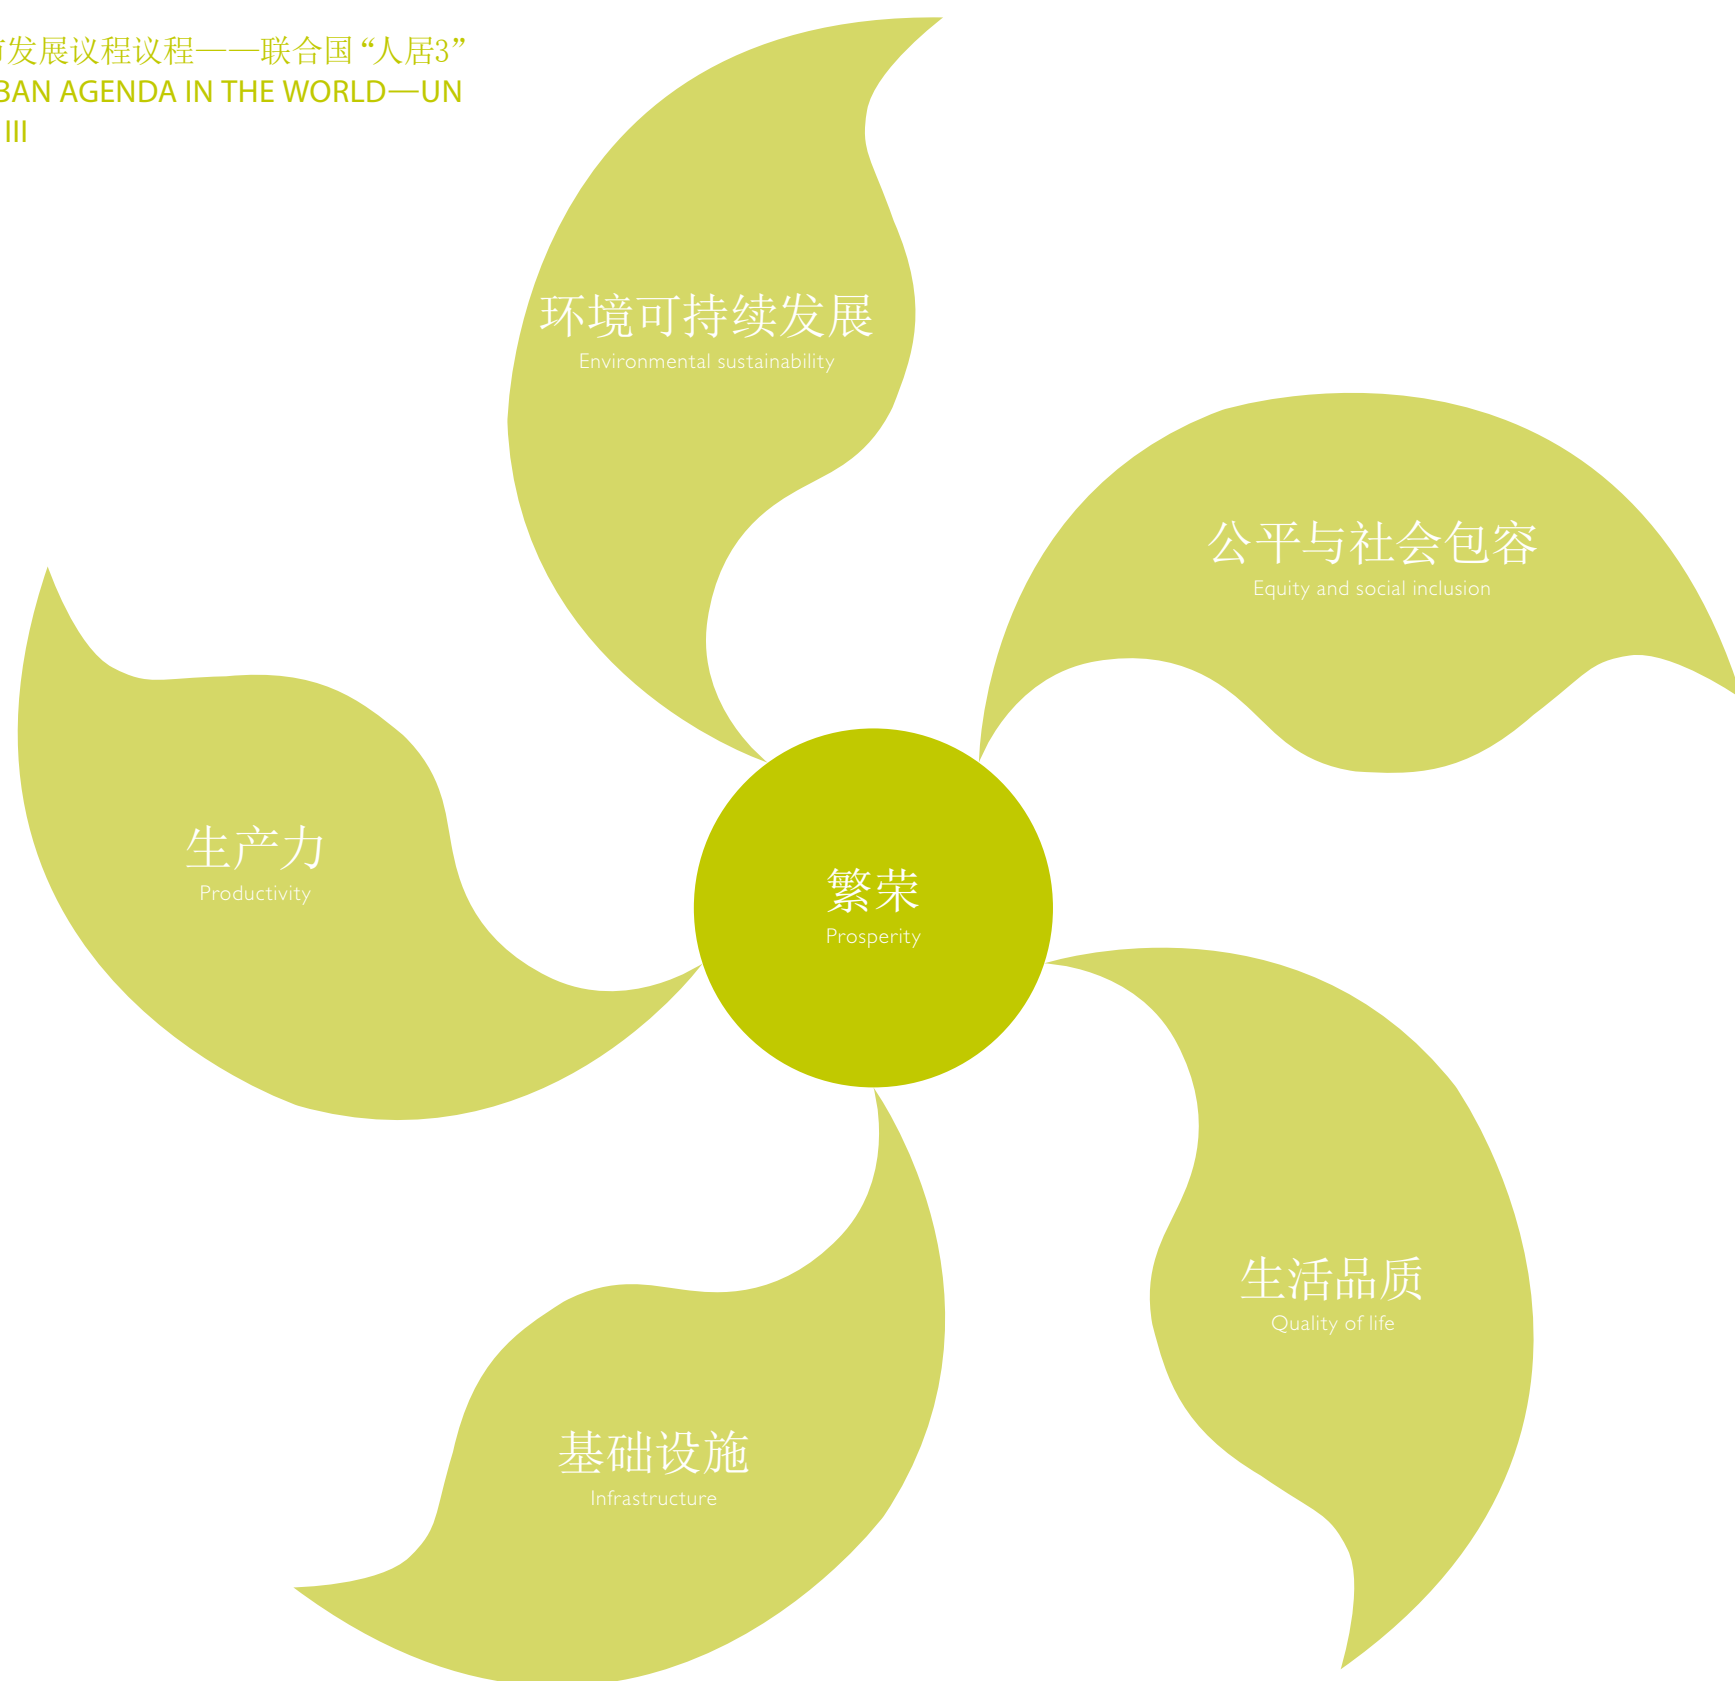 发展议程议程——联合国“人居3”
BAN AGENDA IN THE WORLD—UN
III
环境可持续发展
Environmental sustainability
公平与社会包容
Equity and social inclusion
生产力
Productivity
繁荣
Prosperity
生活品质
Quality of life
基础设施
Infrastructure